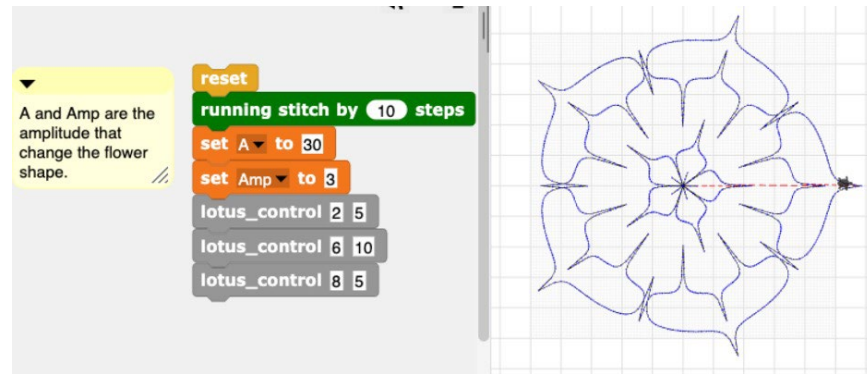 reset
running stitch by 10 steps
A and Amp are the
amplitude that
change the flower
shape.
set A to 30
set Amp to 3
lotus_control 2 5
lotus_control 6 10
lotus_control 8 5